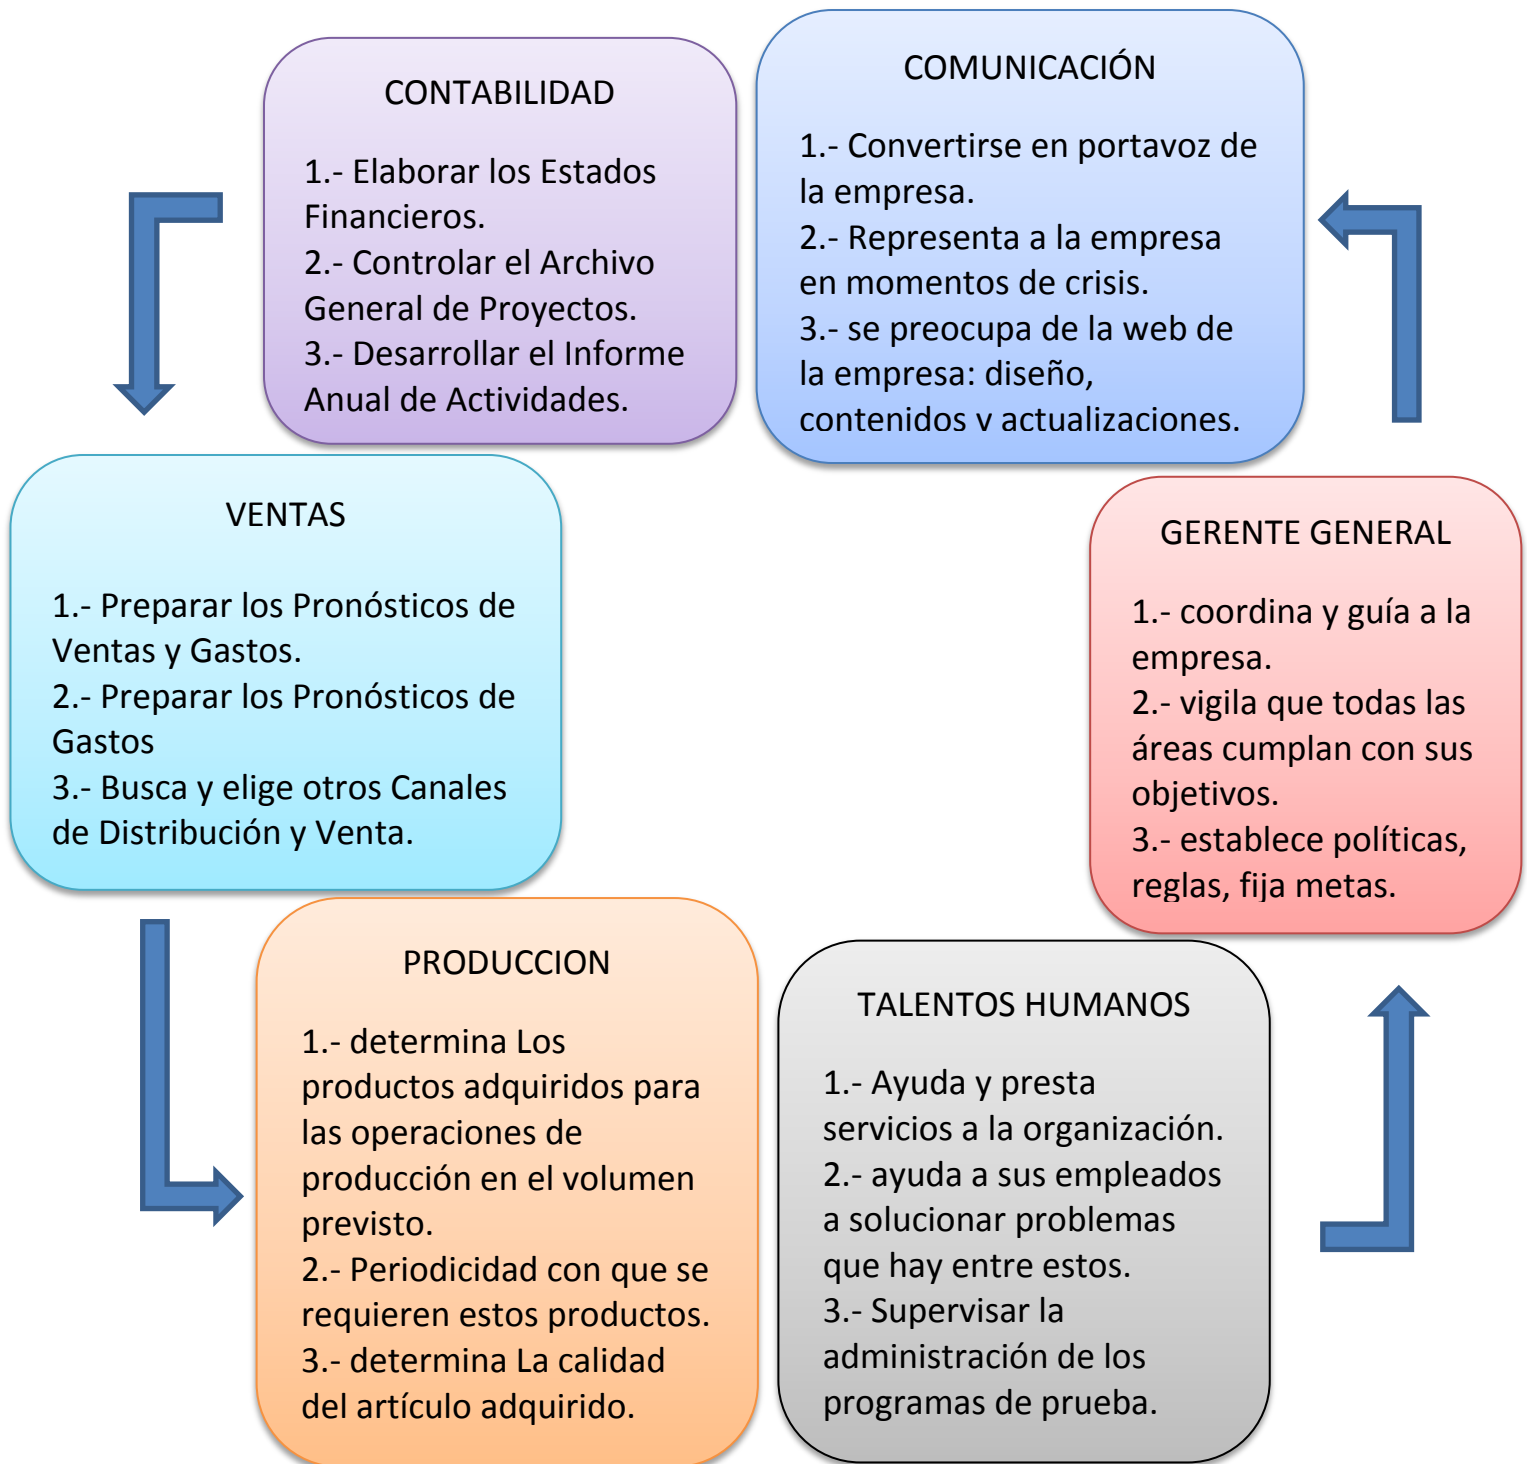 CONTABILIDAD
1.- Elaborar los Estados
Financieros.
2.- Controlar el Archivo
General de Proyectos.
3.- Desarrollar el Informe
Anual de Actividades.
COMUNICACIÓN
1.- Convertirse en portavoz de
la empresa.
2.- Representa a la empresa
en momentos de crisis.
3.- se preocupa de la web de
la empresa: diseño,
contenidos y actualizaciones.
VENTAS
1.- Preparar los Pronósticos de
Ventas y Gastos.
2.- Preparar los Pronósticos de
Gastos
3.- Busca y elige otros Canales
de Distribución y Venta.
GERENTE GENERAL
1.- coordina y guía a la
empresa.
2.- vigila que todas las
áreas cumplan con sus
objetivos.
3.- establece políticas,
reglas, fija metas.
PRODUCCION
1.- determina Los
productos adquiridos para
las operaciones de
producción en el volumen
previsto.
2.- Periodicidad con que se
requieren estos productos.
3.- determina La calidad
del artículo adquirido.
TALENTOS HUMANOS
1.- Ayuda y presta
servicios a la organización.
2.- ayuda a sus empleados
a solucionar problemas
que hay entre estos.
3.- Supervisar la
administración de los
programas de prueba.